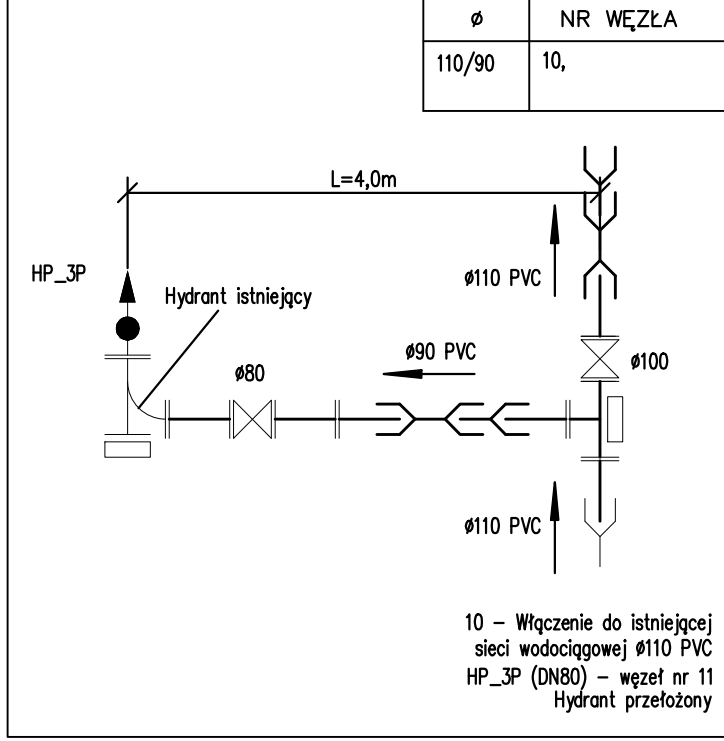 ø NR WĘZŁA
110/90 10,
L=4,0m
HP_3P
ø110 PVC
Hydrant istniejący
ø90 PVC
ø80
ø100
ø110 PVC
10 – Włączenie do istniejącej
sieci wodociągowej ø110 PVC
HP_3P (DN80) – węzeł nr 11
Hydrant przełożony